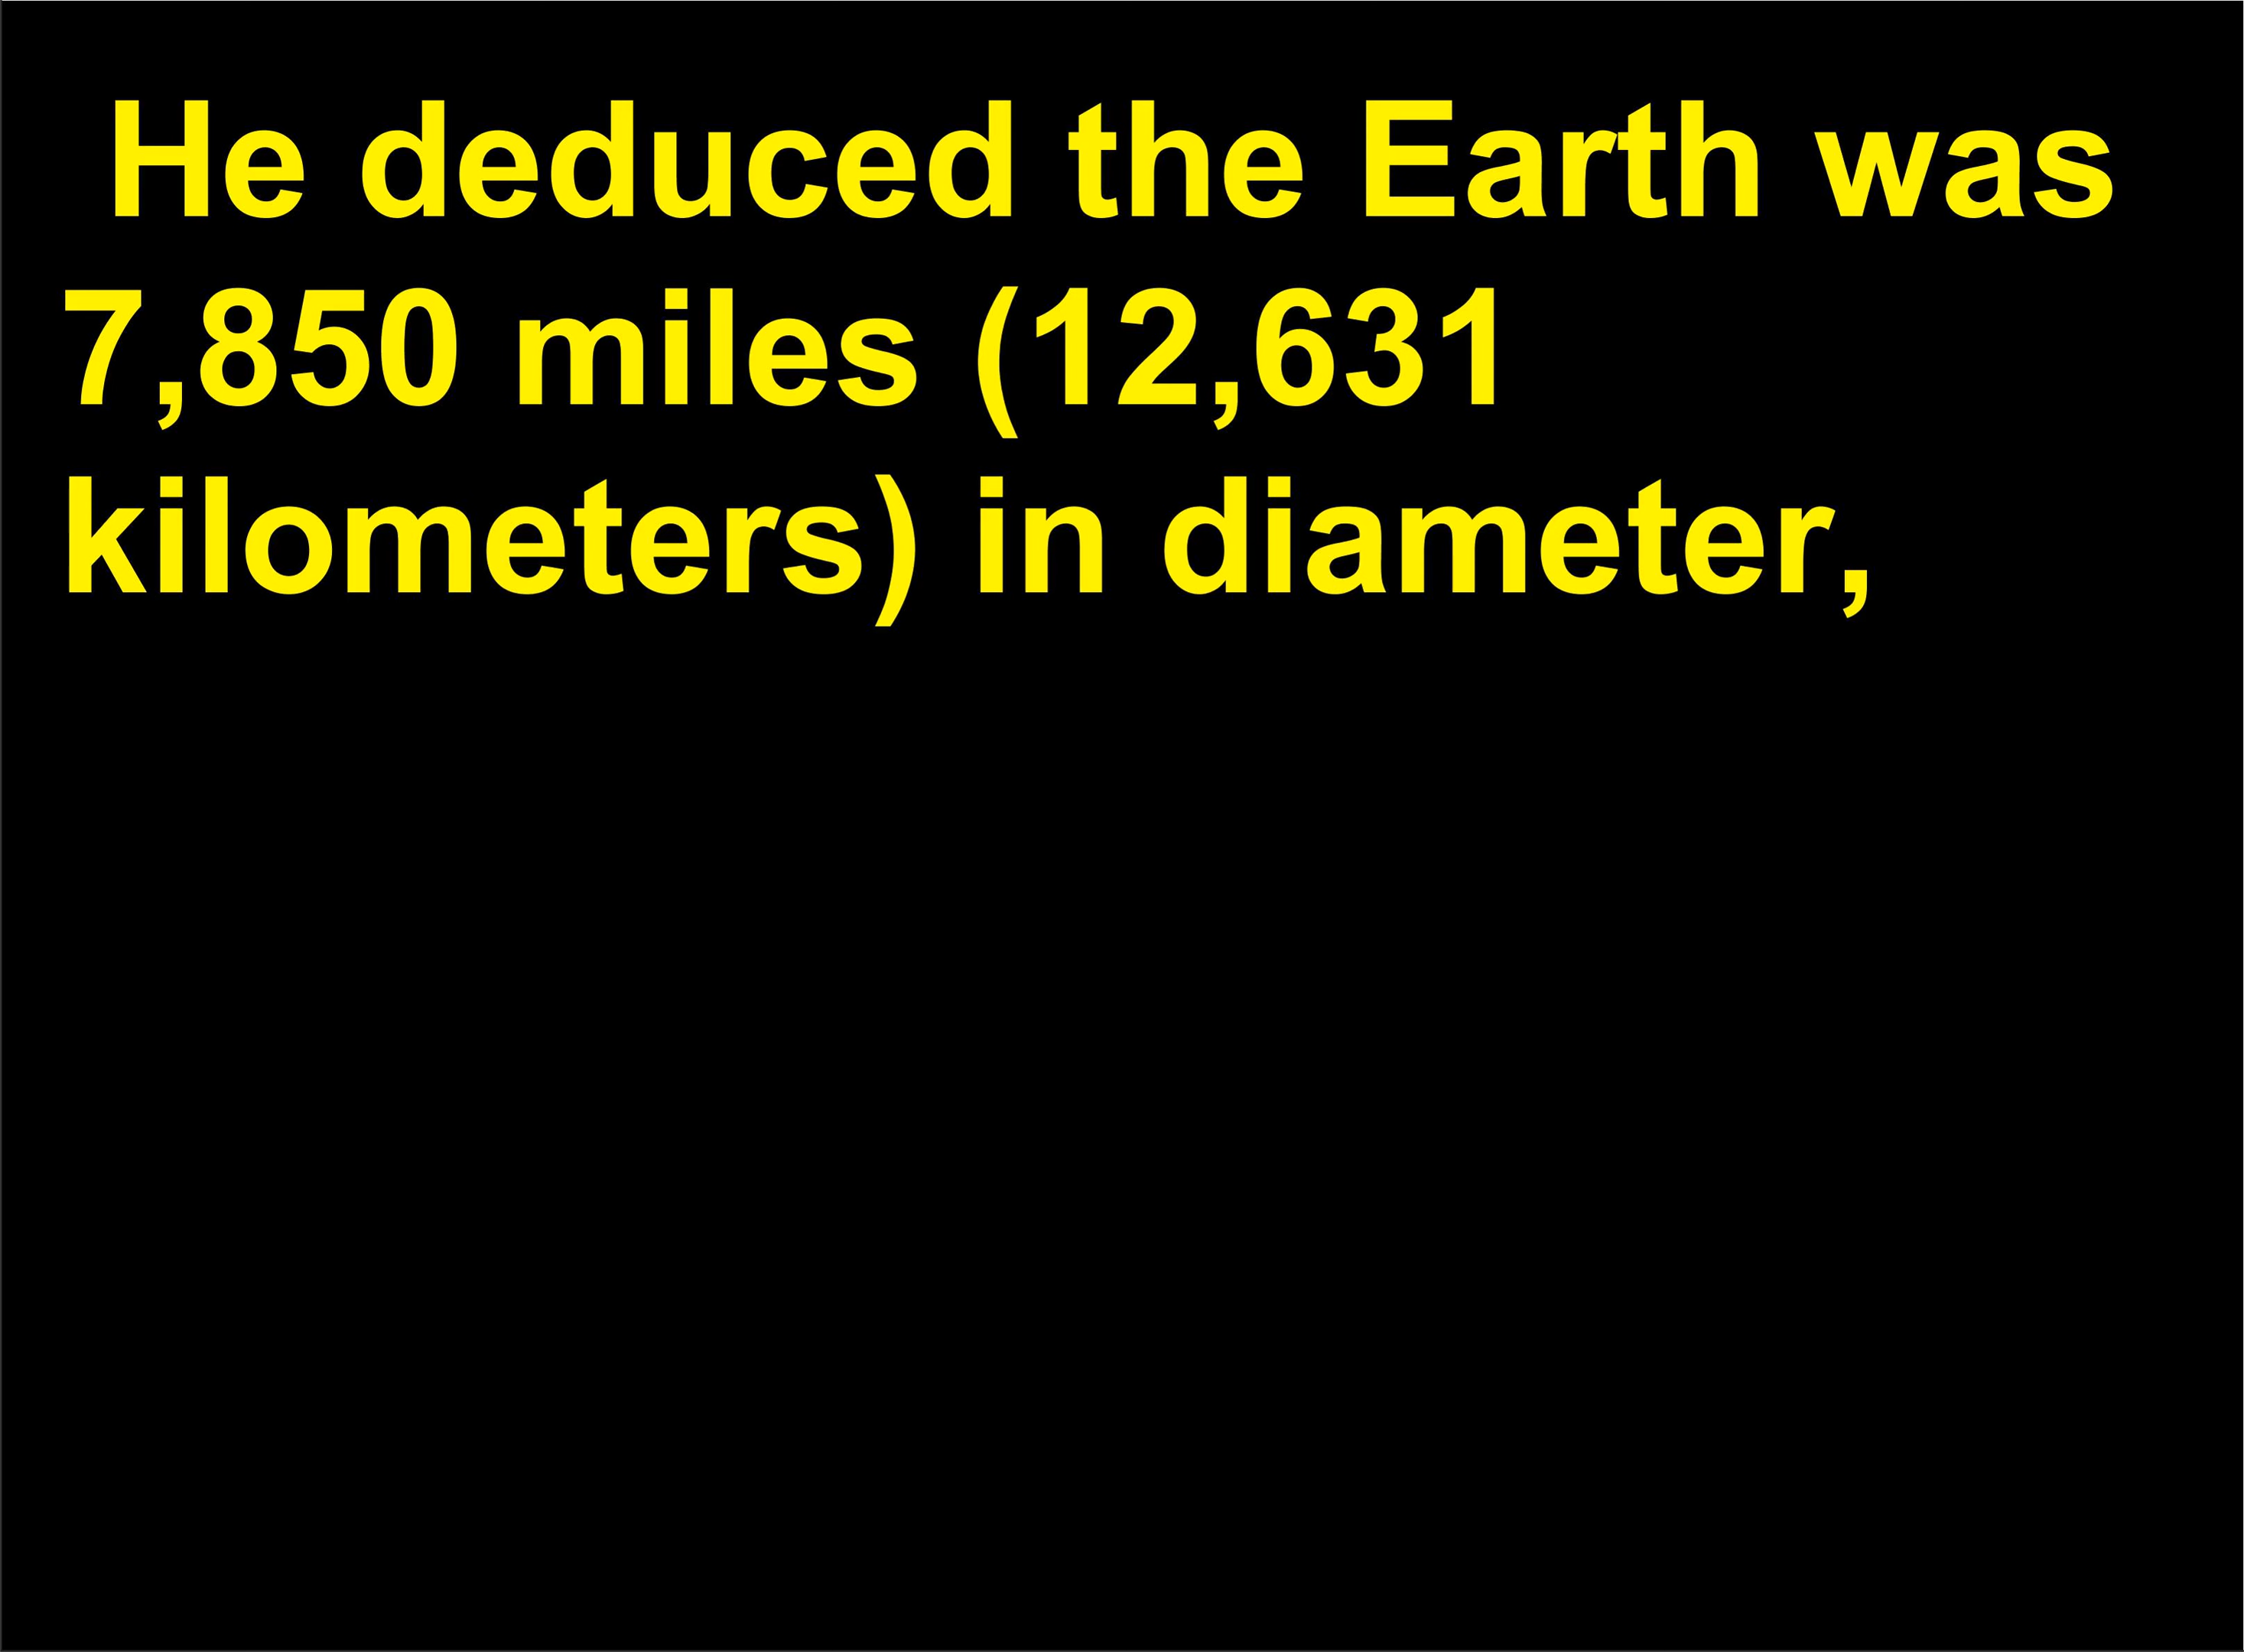 He deduced the Earth was
7,850 miles (12,631
kilometers) in diameter,